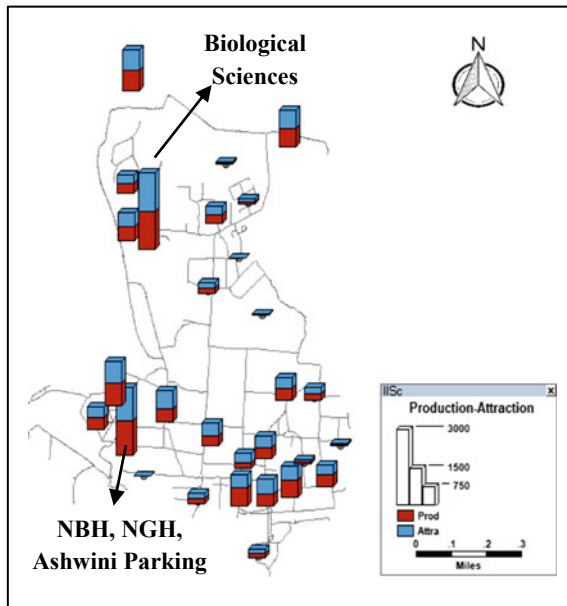 Biological
Sciences
N
NBH, NGH,
Ashwini Parking
IISc
x
Production-Attraction
3000
1500
750
Prod
Attra
0 .1 .2 .3
Miles